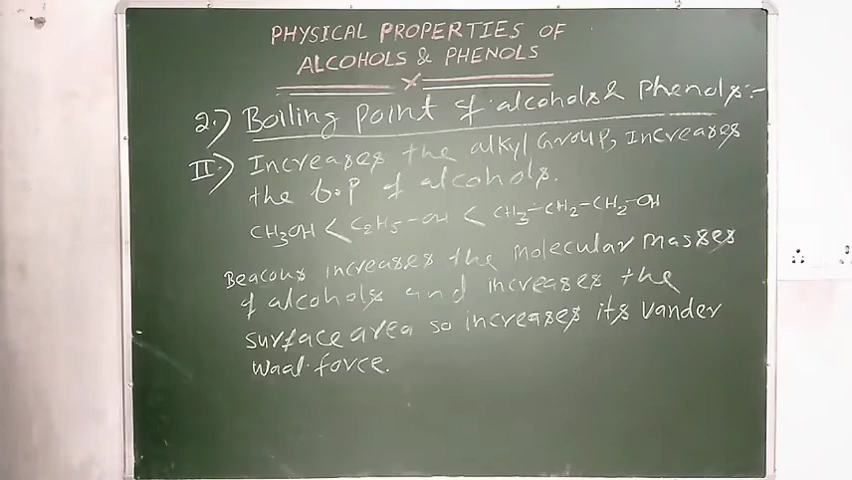 PHYSICAL PROPERTIES OF
ALCOHOLS & PHENOLS
2.) Boiling point of alcohols & phenols:-
II.) Increases the alkyl Group, Increases
the b.p of alcohols.
CH3OH < C2H5-OH < CH3-CH2-CH2-OH
Beacous increases the molecular masses
of alcohols and increases the
surface area so increases its vander
waal force.